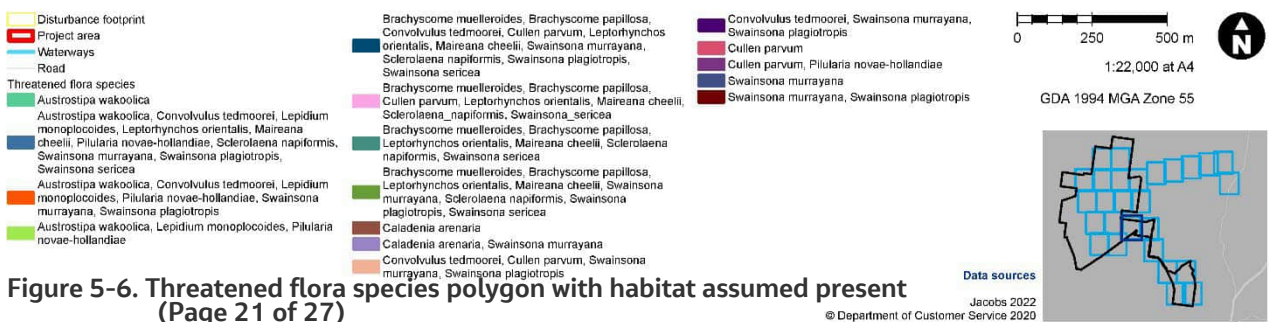 Disturbance footprint
Project area
Waterways
Road
Threatened flora species
Austrostipa wakoolica
Austrostipa wakoolica, Convolvulus tedmoorei, Lepidium
monoplocoides, Leptorhynchos orientalis, Maireana
cheelii, Pilularia novae-hollandiae, Sclerolaena napiformis,
Swainsona murrayana, Swainsona plagiotropis,
Swainsona sericea
Austrostipa wakoolica, Convolvulus tedmoorei, Lepidium
monoplocoides, Pilularia novae-hollandiae, Swainsona
murrayana, Swainsona plagiotropis
Austrostipa wakoolica, Lepidium monoplocoides, Pilularia
novae-hollandiae
Brachyscome muelleroides, Brachyscome papillosa,
Convolvulus tedmoorei, Cullen parvum, Leptorhynchos
orientalis, Maireana cheelii, Swainsona murrayana,
Sclerolaena napiformis, Swainsona plagiotropis,
Swainsona sericea
Brachyscome muelleroides, Brachyscome papillosa,
Cullen parvum, Leptorhynchos orientalis, Maireana cheelii,
Sclerolaena_napiformis, Swainsona_sericea
Brachyscome muelleroides, Brachyscome papillosa,
Leptorhynchos orientalis, Maireana cheelii, Sclerolaena
napiformis, Swainsona sericea
Brachyscome muelleroides, Brachyscome papillosa,
Leptorhynchos orientalis, Maireana cheelii, Swainsona
murrayana, Sclerolaena napiformis, Swainsona
plagiotropis, Swainsona sericea
Caladenia arenaria
Caladenia arenaria, Swainsona murrayana
Convolvulus tedmoorei, Cullen parvum, Swainsona
murrayana, Swainsona plagiotropis
Convolvulus tedmoorei, Swainsona murrayana,
Swainsona plagiotropis
Cullen parvum
Cullen parvum, Pilularia novae-hollandiae
Swainsona murrayana
Swainsona murrayana, Swainsona plagiotropis
0 250 500 m
N
1:22,000 at A4
GDA 1994 MGA Zone 55
Data sources
Jacobs 2022
© Department of Customer Service 2020
Figure 5-6. Threatened flora species polygon with habitat assumed present
(Page 21 of 27)